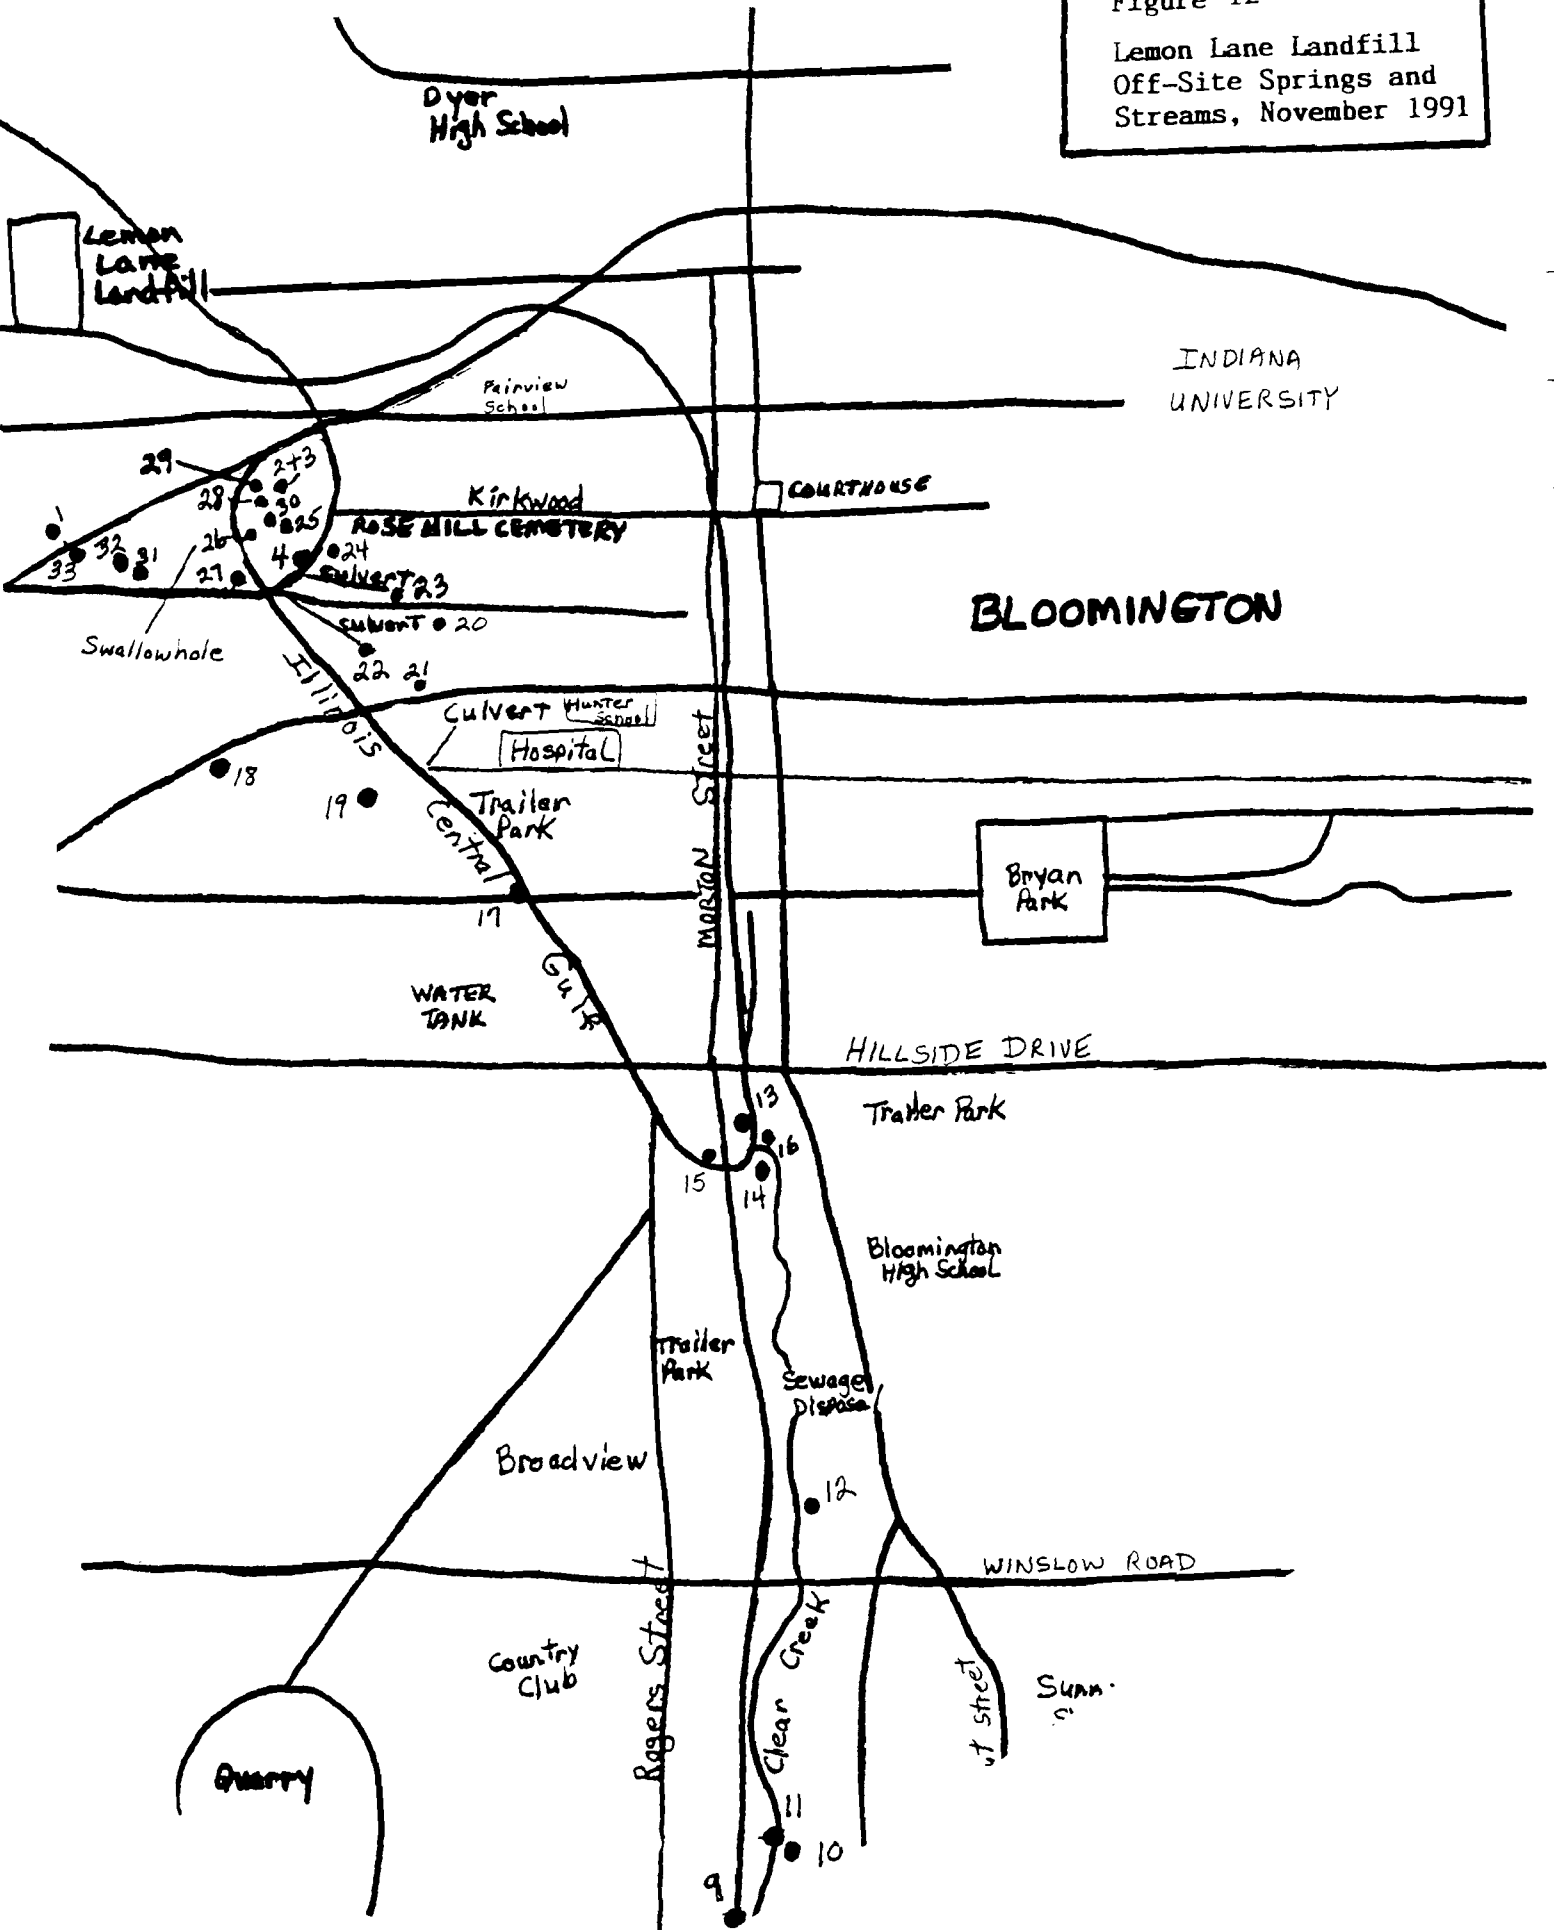 Figure 12
Lemon Lane Landfill
Off-Site Springs and
Streams, November 1991
Dyer
High School
Lemon
Lane
Landfill
INDIANA
UNIVERSITY
Fairview
School
29
2+3
28
30
25
26
4
24
27
1
33
32
31
Kirkwood
ROSE HILL CEMETERY
COURTHOUSE
Culvert 23
Culvert 20
Swallowhole
22
21
BLOOMINGTON
Illinois
Central
Gulf
Culvert
Hunter
School
Hospital
MORTON Street
18
19
Trailer
Park
17
Bryan
Park
WATER
TANK
HILLSIDE DRIVE
Trailer Park
13
16
15
14
Bloomington
High School
Trailer
Park
Sewage
Disposal
Broadview
12
WINSLOW ROAD
Rogers Street
Clear Creek
Country
Club
Street
Quarry
11
10
9